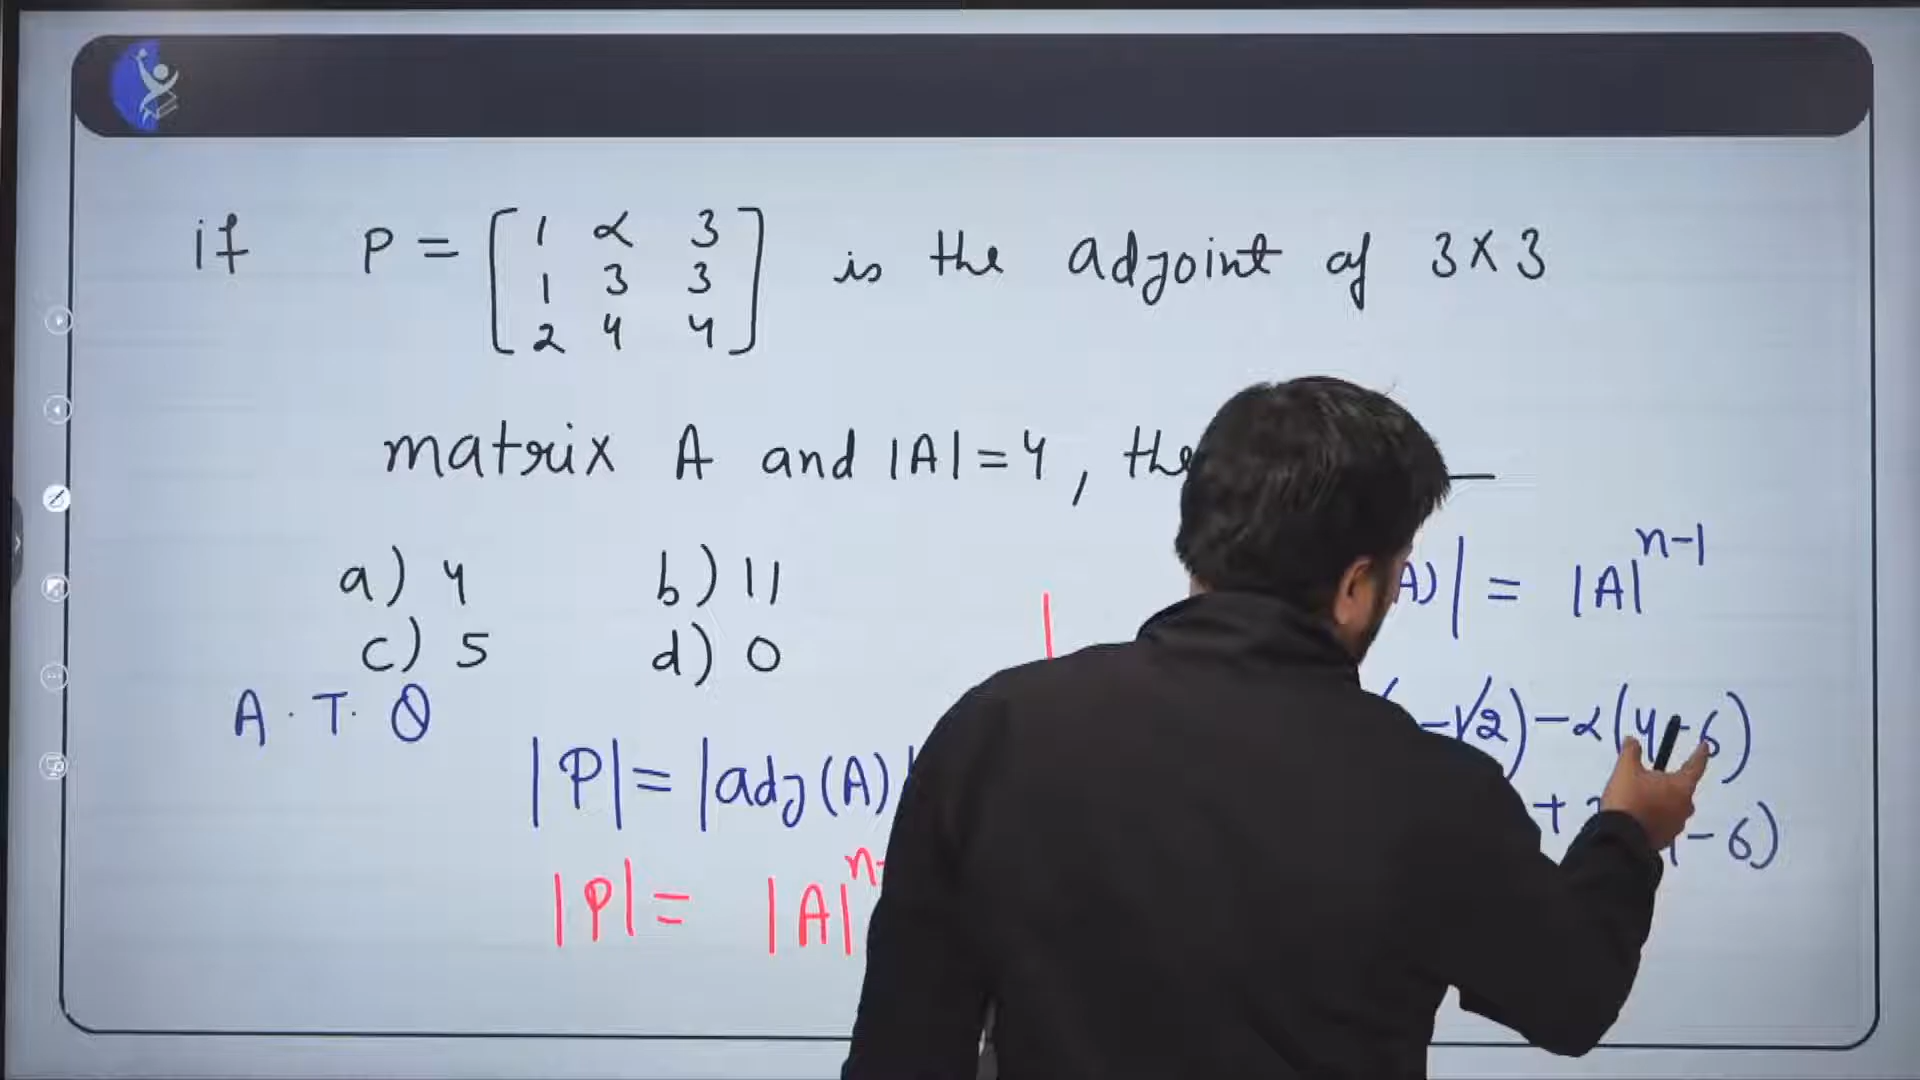 if P = [ 1 α 3
1 3 3
2 4 4 ] is the adjoint of 3×3
matrix A and |A|=4,
a) 4 b) 11
c) 5 d) 0
A)| = |A|^n-1
A.T.Q
-12) -α(4-6)
|P| = |adj(A)|
+ -6)
|P| = |A|^n-